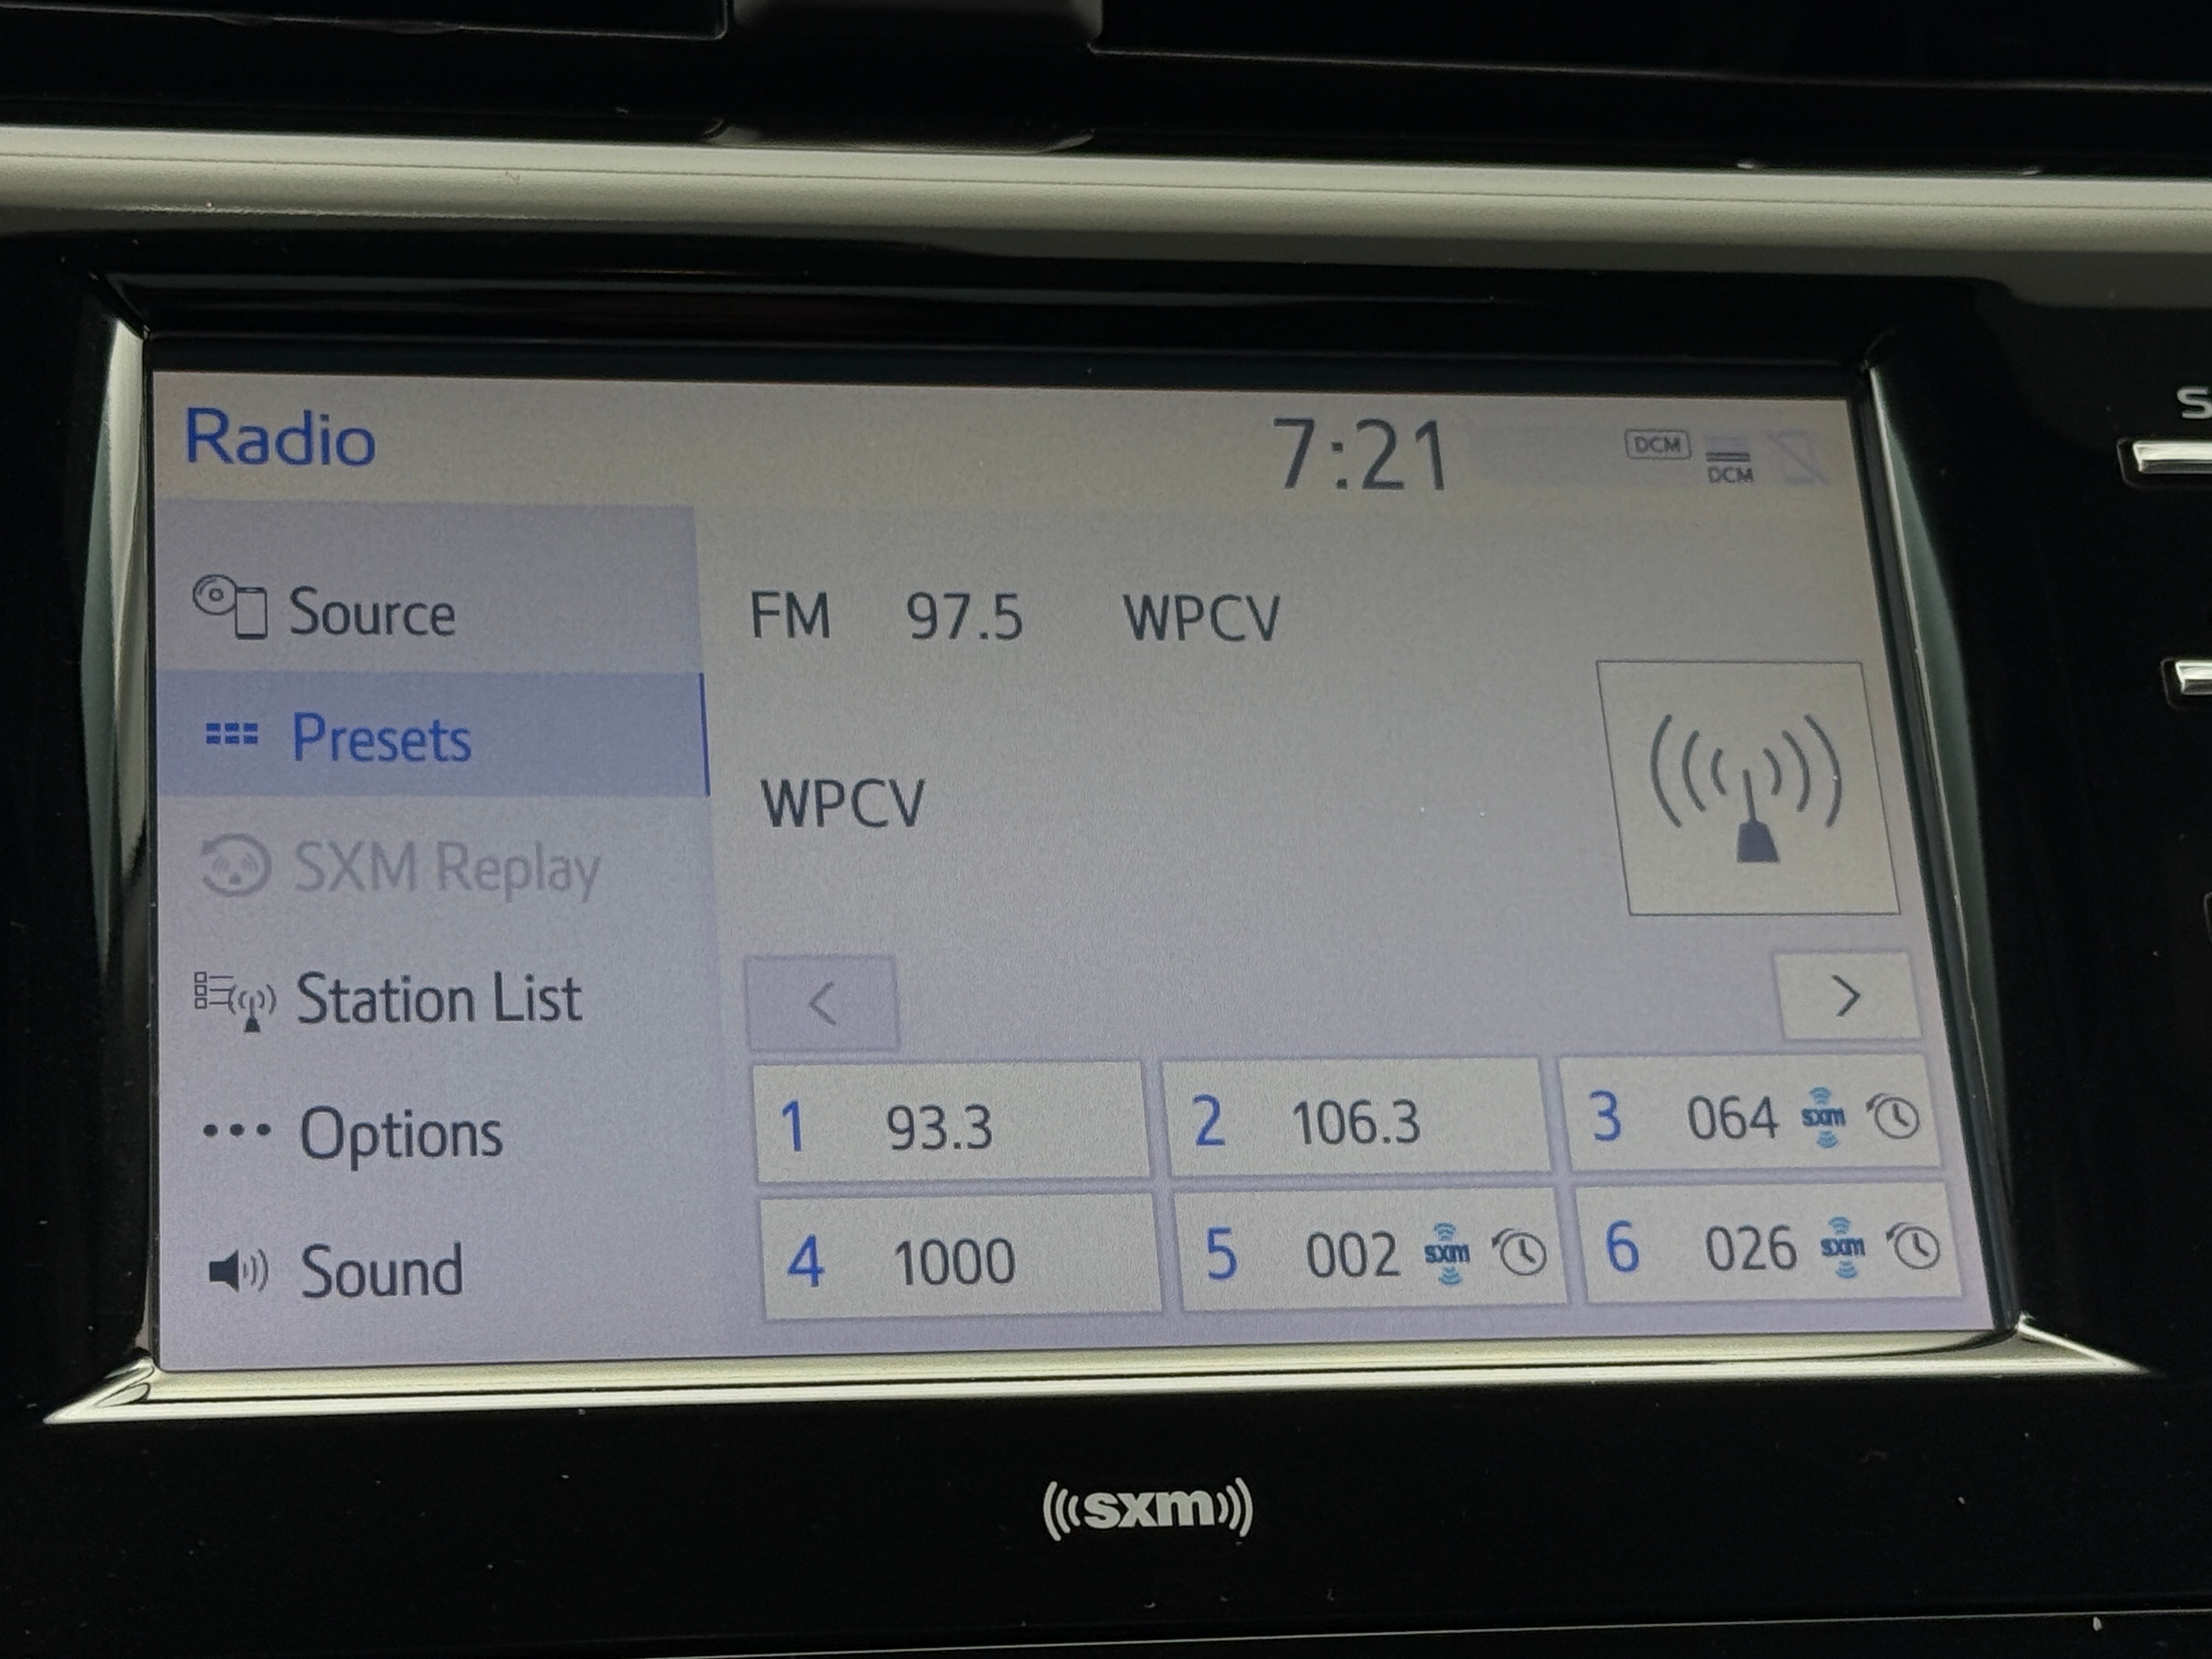 Radio
7:21
DCM
DCM
Source
FM 97.5 WPCV
Presets
WPCV
SXM Replay
Station List
<
>
Options
1 93.3
2 106.3
3 064 sxm
Sound
4 1000
5 002 sxm
6 026 sxm
sxm